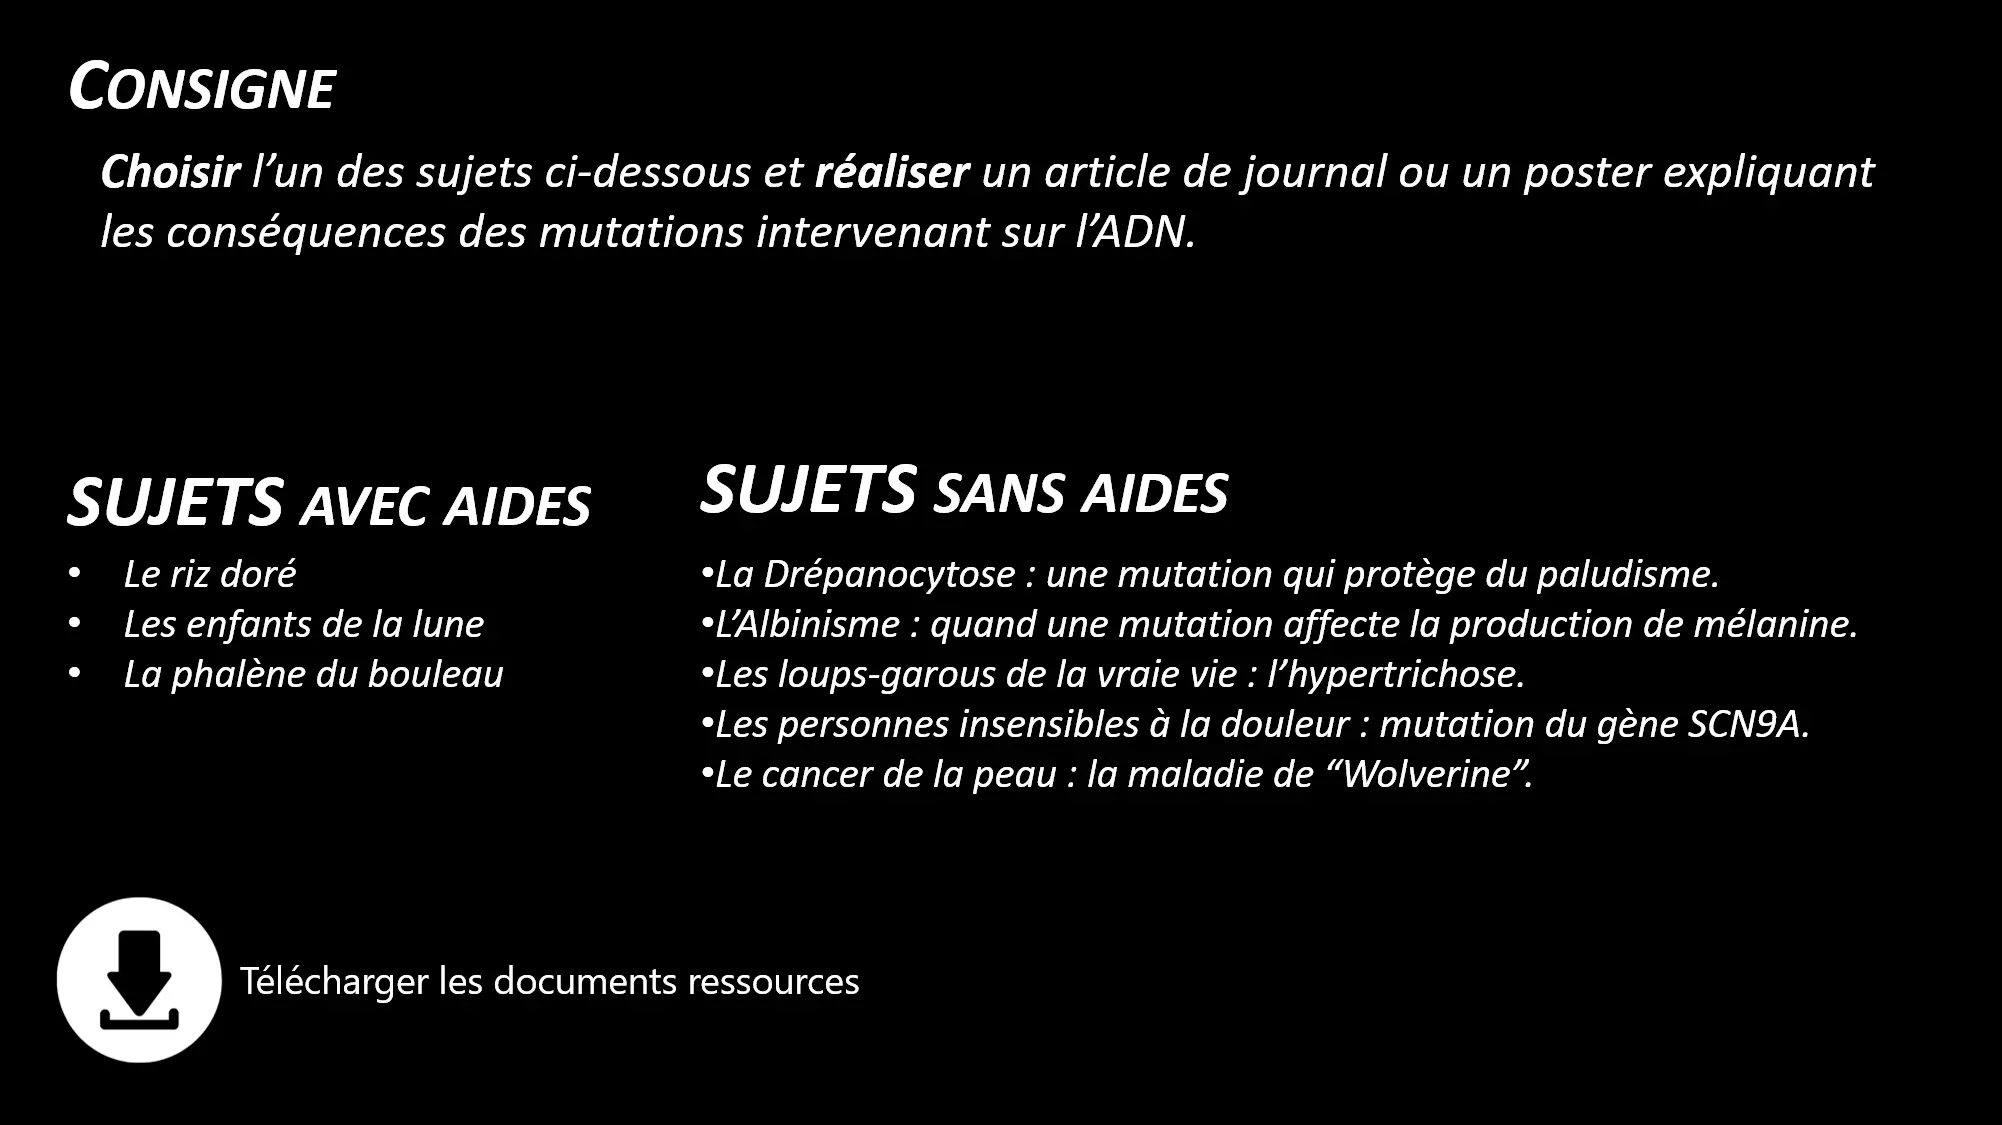 CONSIGNE
Choisir l’un des sujets ci-dessous et réaliser un article de journal ou un poster expliquant
les conséquences des mutations intervenant sur l’ADN.
SUJETS AVEC AIDES
• Le riz doré
• Les enfants de la lune
• La phalène du bouleau
SUJETS SANS AIDES
•La Drépanocytose : une mutation qui protège du paludisme.
•L’Albinisme : quand une mutation affecte la production de mélanine.
•Les loups-garous de la vraie vie : l’hypertrichose.
•Les personnes insensibles à la douleur : mutation du gène SCN9A.
•Le cancer de la peau : la maladie de “Wolverine”.
Télécharger les documents ressources